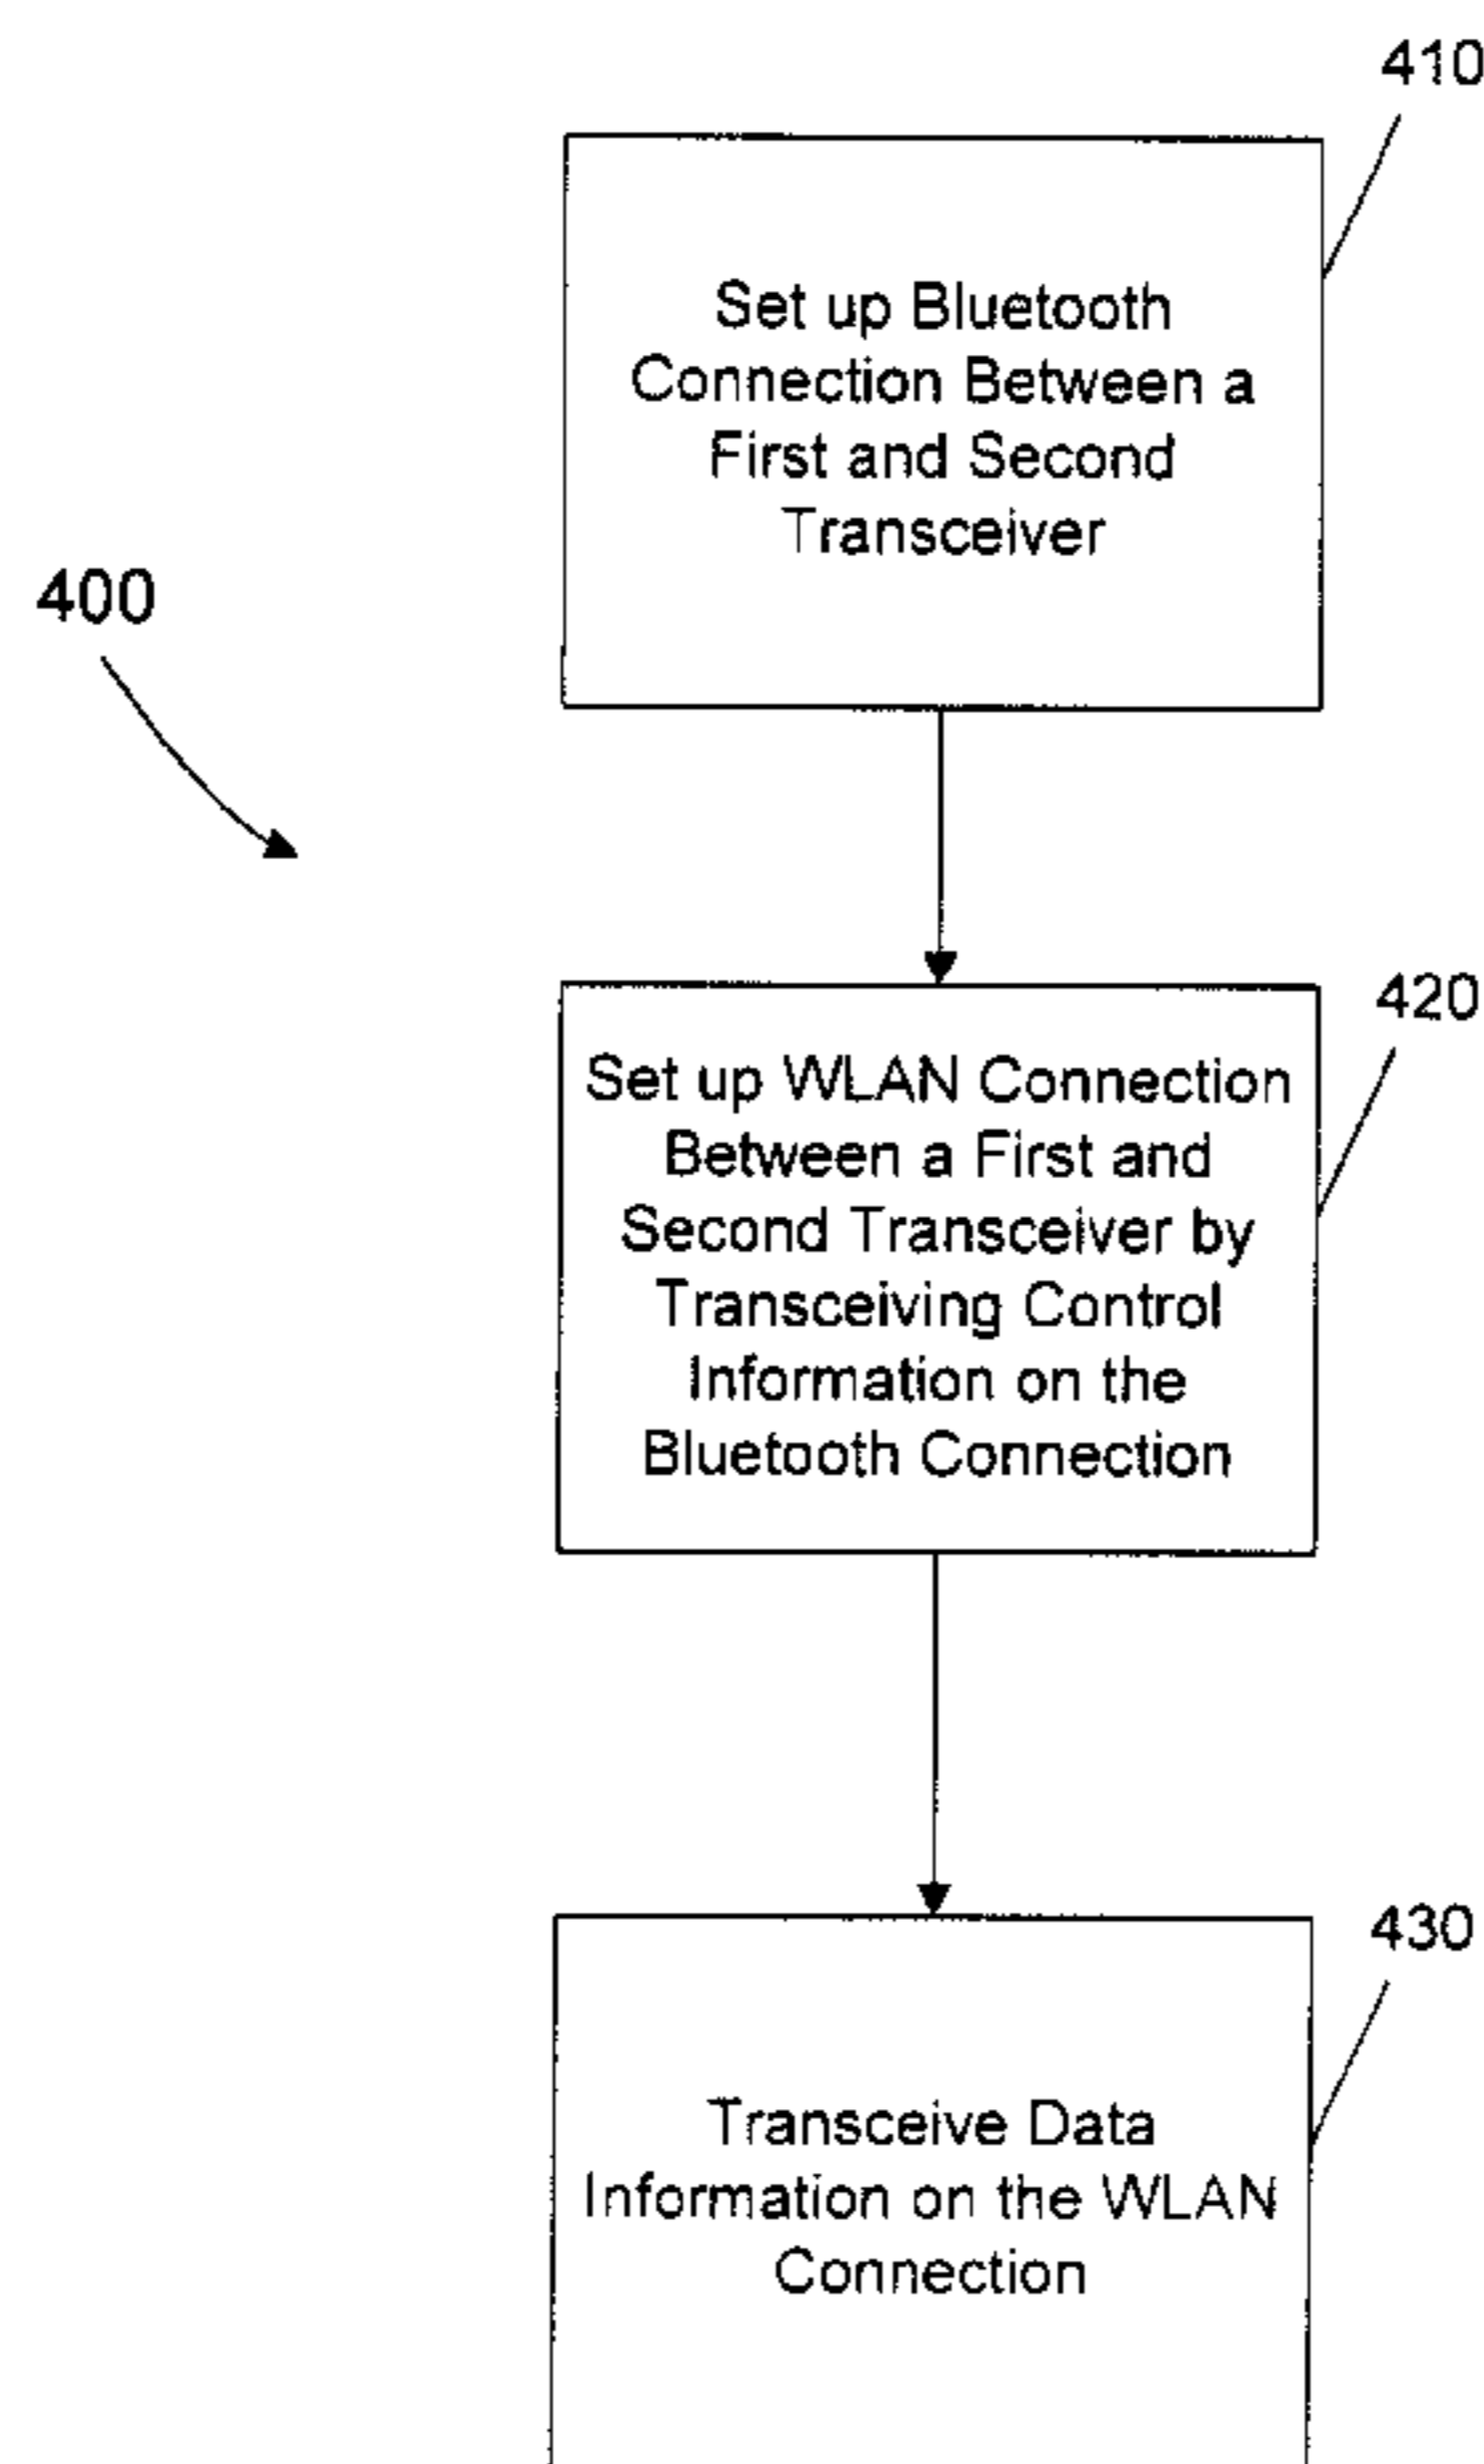 410
Set up Bluetooth
Connection Between a
First and Second
Transceiver
400
420
Set up WLAN Connection
Between a First and
Second Transceiver by
Transceiving Control
Information on the
Bluetooth Connection
430
Transceive Data
Information on the WLAN
Connection